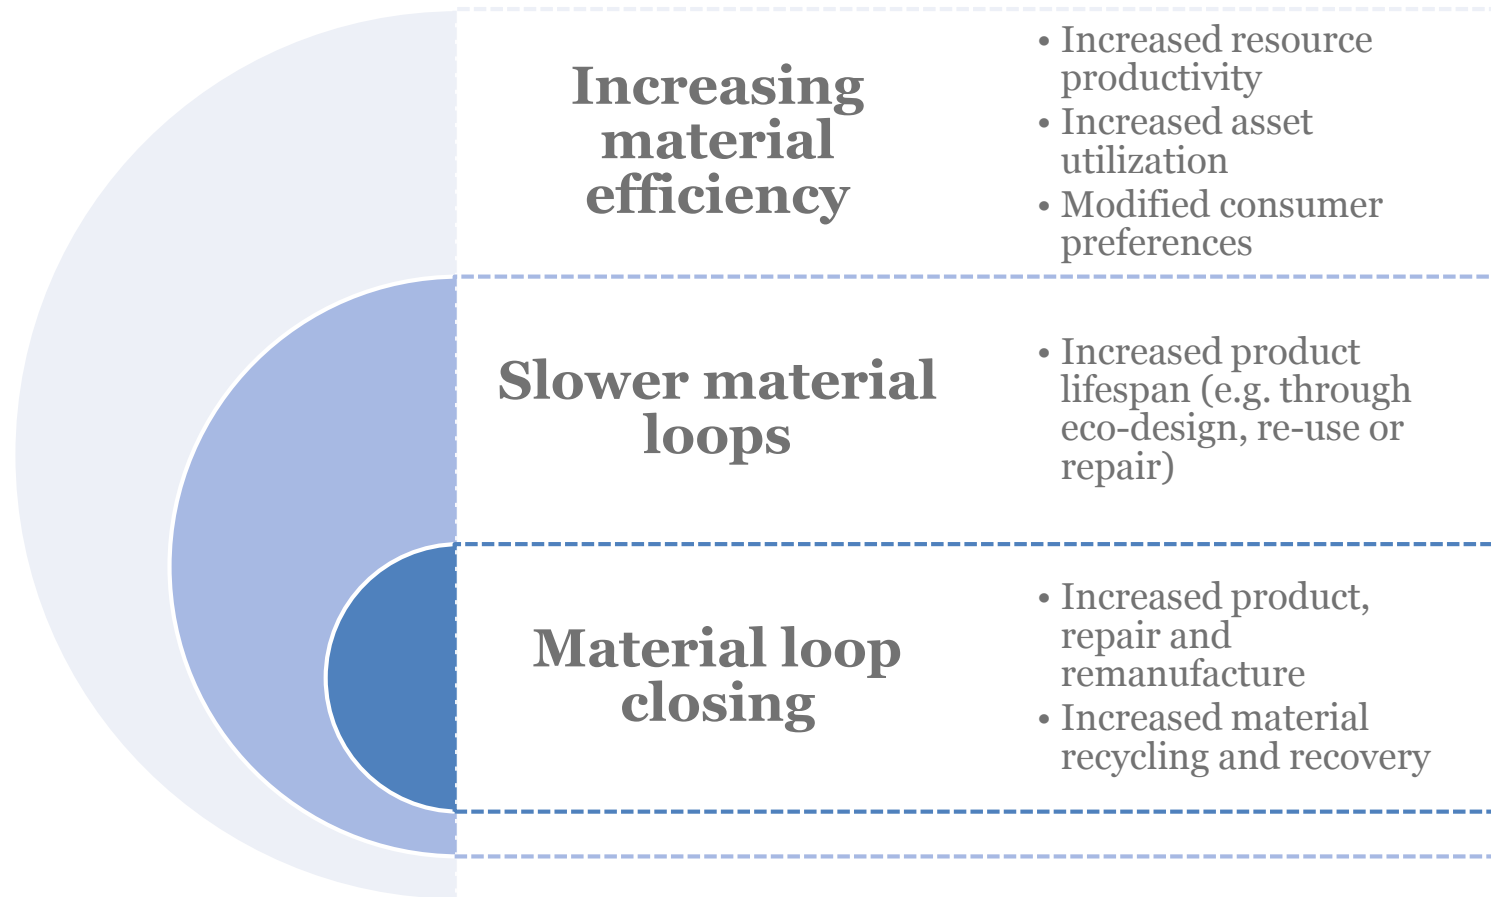 Increasing
material
efficiency
• Increased resource
productivity
• Increased asset
utilization
• Modified consumer
preferences
Slower material
loops
• Increased product
lifespan (e.g. through
eco-design, re-use or
repair)
Material loop
closing
• Increased product,
repair and
remanufacture
• Increased material
recycling and recovery